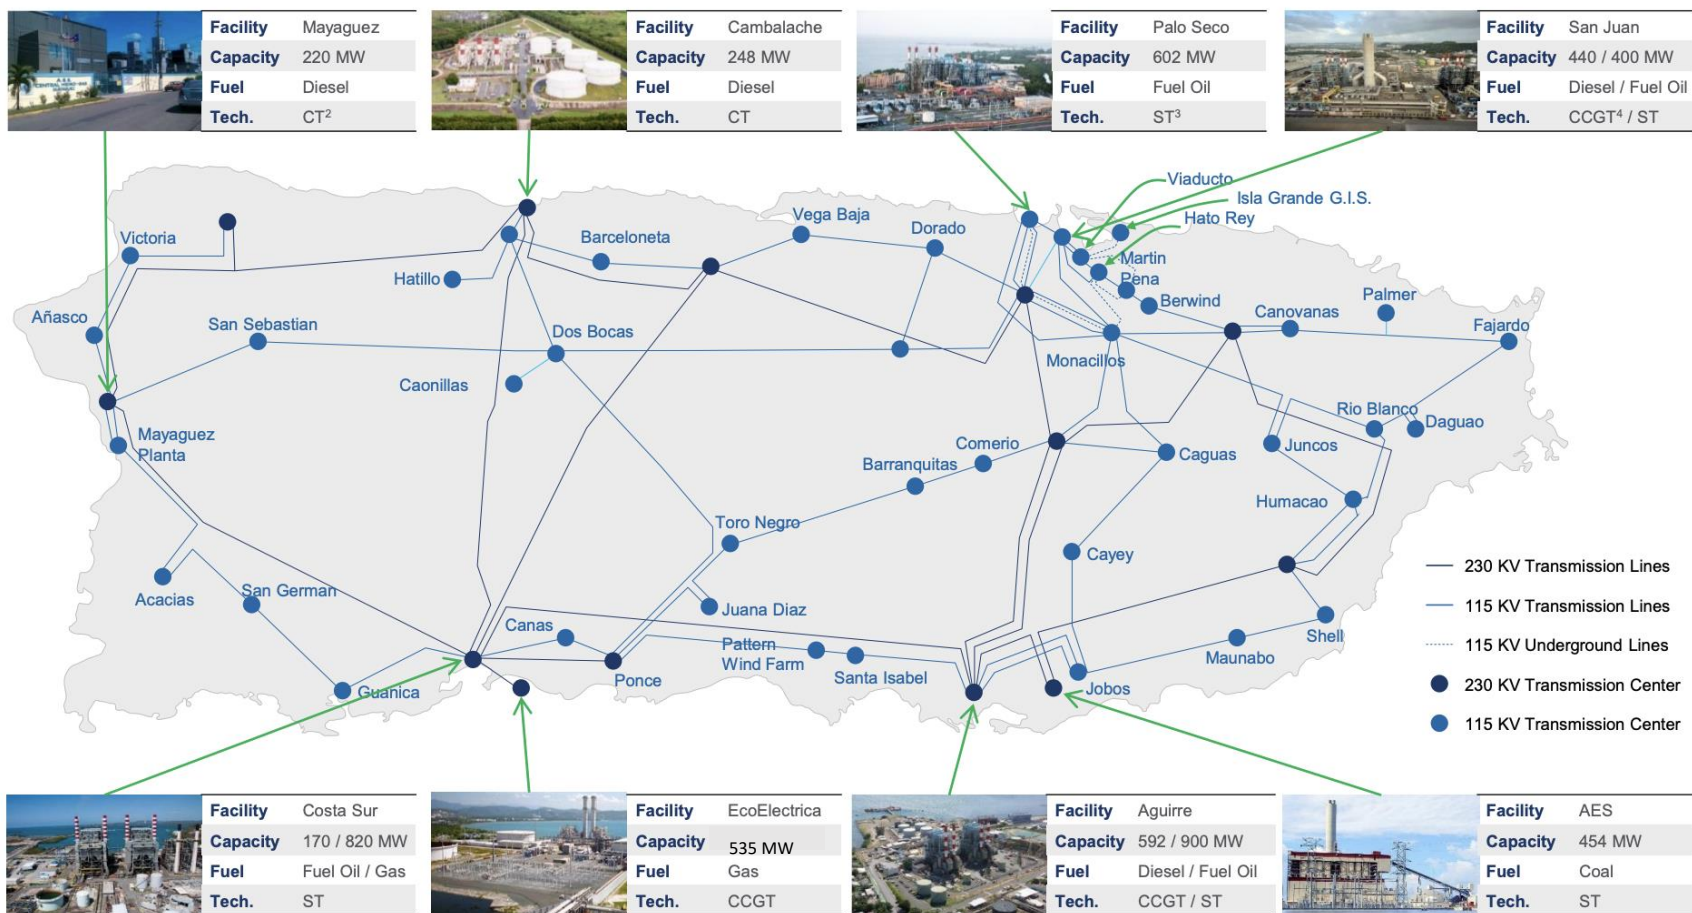 Facility Mayaguez
Capacity 220 MW
Fuel Diesel
Tech. CT²
Facility Cambalache
Capacity 248 MW
Fuel Diesel
Tech. CT
Facility Palo Seco
Capacity 602 MW
Fuel Fuel Oil
Tech. ST³
Facility San Juan
Capacity 440 / 400 MW
Fuel Diesel / Fuel Oil
Tech. CCGT⁴ / ST
Viaducto
Isla Grande G.I.S.
Hato Rey
Victoria
Barceloneta
Vega Baja
Dorado
Hatillo
Martin
Pena
Berwind
Canovanas
Palmer
Fajardo
Añasco
San Sebastian
Dos Bocas
Monacillos
Caonillas
Rio Blanco
Daguao
Mayaguez
Planta
Comerio
Barranquitas
Caguas
Juncos
Humacao
Toro Negro
Cayey
Acacias
San German
Juana Diaz
Canas
Pattern
Wind Farm
Santa Isabel
Ponce
Guanica
Jobos
Maunabo
Shell
230 KV Transmission Lines
115 KV Transmission Lines
115 KV Underground Lines
230 KV Transmission Center
115 KV Transmission Center
Facility Costa Sur
Capacity 170 / 820 MW
Fuel Fuel Oil / Gas
Tech. ST
Facility EcoElectrica
Capacity 535 MW
Fuel Gas
Tech. CCGT
Facility Aguirre
Capacity 592 / 900 MW
Fuel Diesel / Fuel Oil
Tech. CCGT / ST
Facility AES
Capacity 454 MW
Fuel Coal
Tech. ST